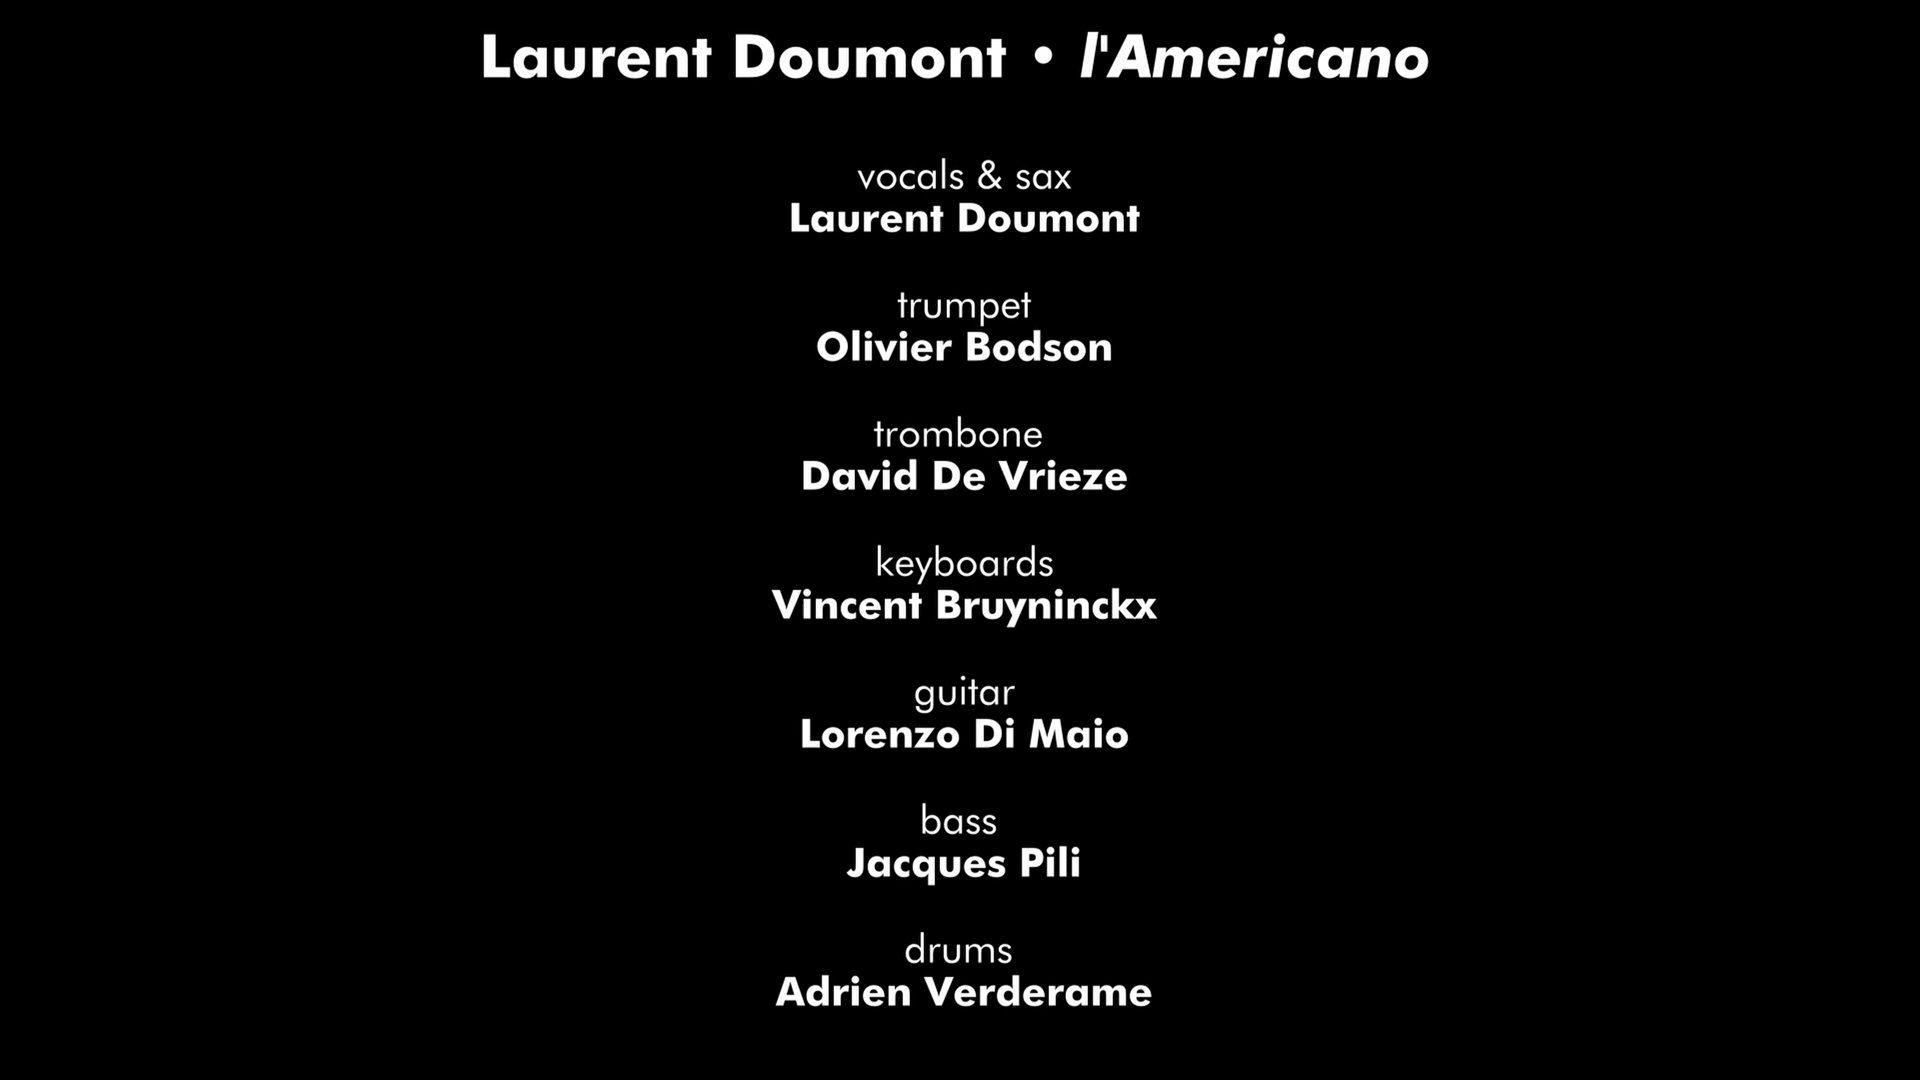 Laurent Doumont • l'Americano
vocals & sax
Laurent Doumont
trumpet
Olivier Bodson
trombone
David De Vrieze
keyboards
Vincent Bruyninckx
guitar
Lorenzo Di Maio
bass
Jacques Pili
drums
Adrien Verderame